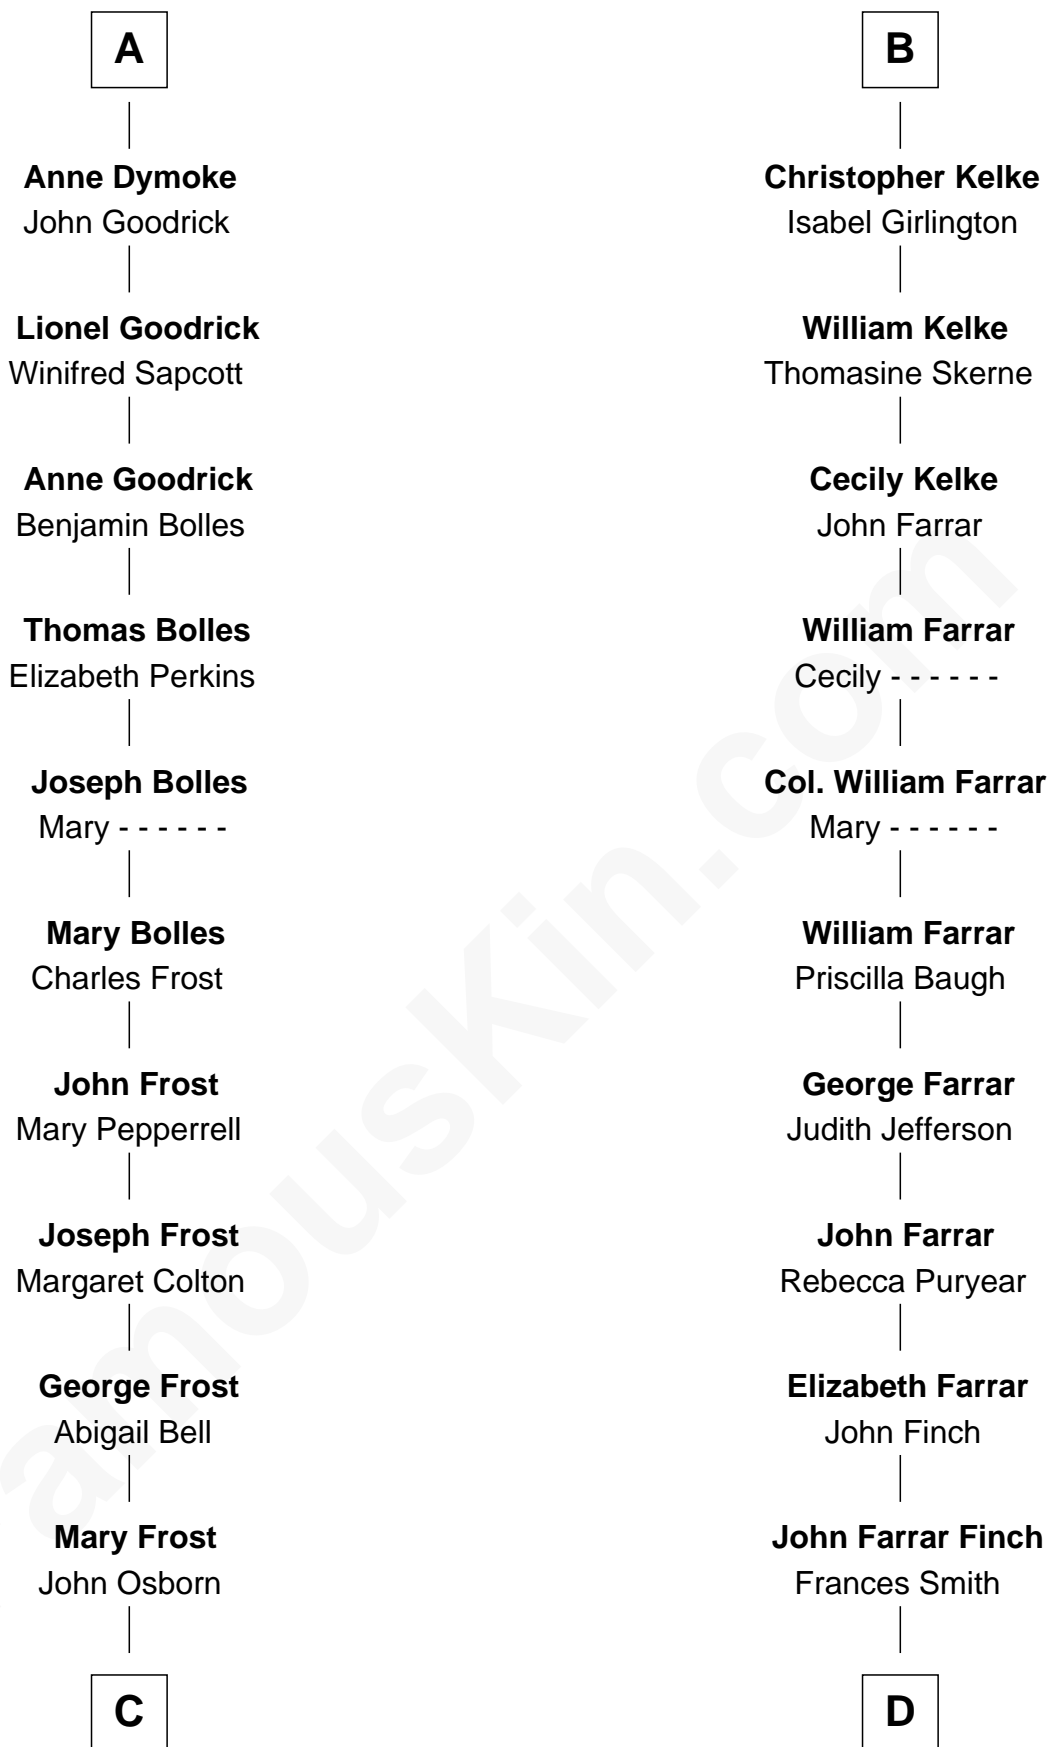 A
Anne Dymoke
John Goodrick
Lionel Goodrick
Winifred Sapcott
Anne Goodrick
Benjamin Bolles
Thomas Bolles
Elizabeth Perkins
Joseph Bolles
Mary - - - - - -
Mary Bolles
Charles Frost
John Frost
Mary Pepperrell
Joseph Frost
Margaret Colton
George Frost
Abigail Bell
Mary Frost
John Osborn
C
B
Christopher Kelke
Isabel Girlington
William Kelke
Thomasine Skerne
Cecily Kelke
John Farrar
William Farrar
Cecily - - - - - -
Col. William Farrar
Mary - - - - - -
William Farrar
Priscilla Baugh
George Farrar
Judith Jefferson
John Farrar
Rebecca Puryear
Elizabeth Farrar
John Finch
John Farrar Finch
Frances Smith
D
amousKin.com